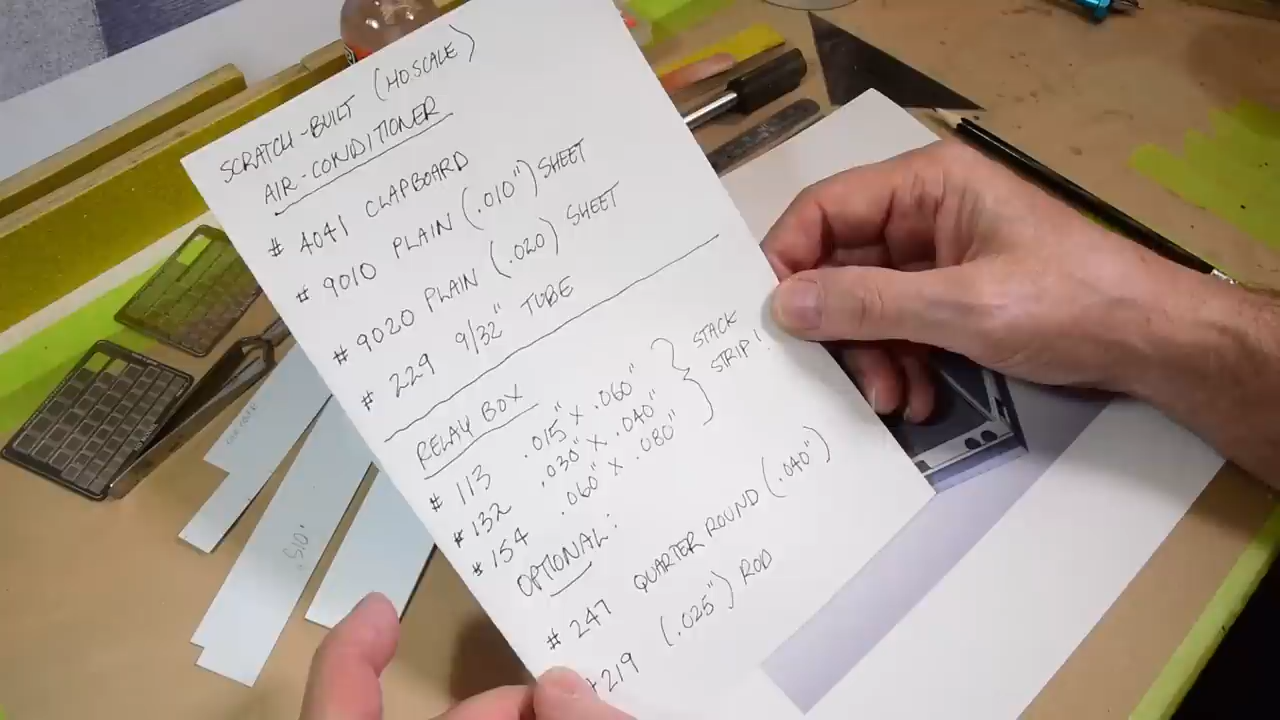 SCRATCH-BUILT (HO SCALE)
AIR-CONDITIONER
# 4041 CLAPBOARD
# 9010 PLAIN (.010") SHEET
# 9020 PLAIN (.020) SHEET
# 229 9/32" TUBE
RELAY BOX
# 113 .015" X .060"
# 132 .030" X .040"
# 154 .060" X .080"
} STACK
STRIP!
OPTIONAL:
# 247 QUARTER ROUND (.040")
219 (.025") ROD
.015"